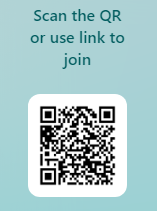 Scan the QR
or use link to
join